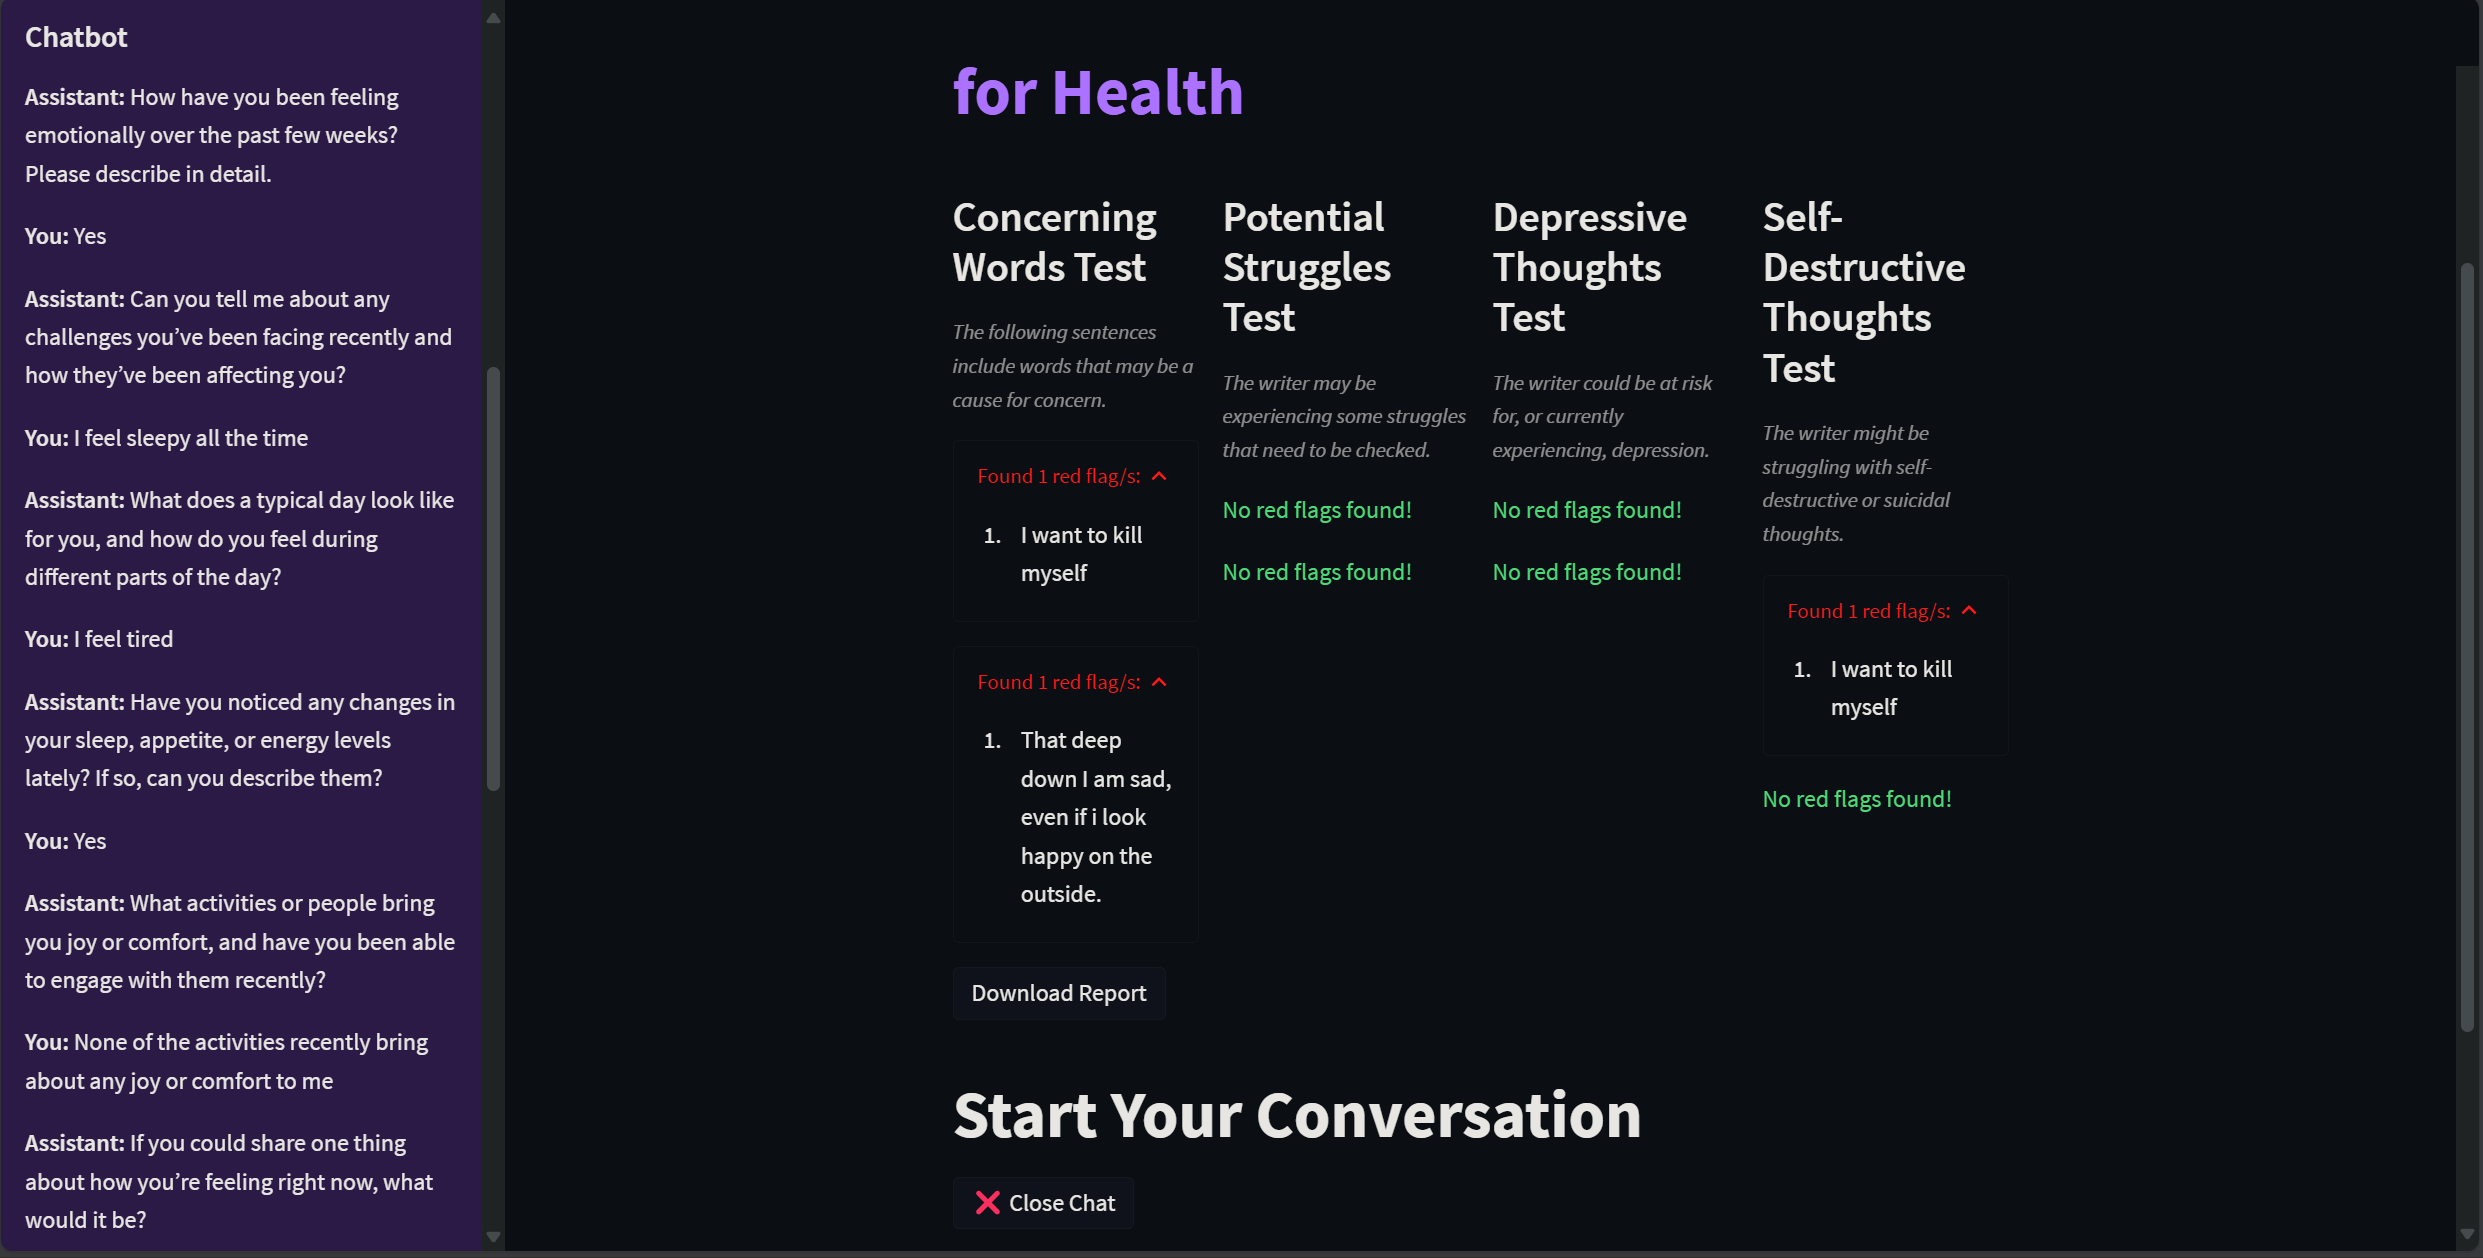 Chatbot
Assistant: How have you been feeling
emotionally over the past few weeks?
Please describe in detail.
You: Yes
Assistant: Can you tell me about any
challenges you’ve been facing recently and
how they’ve been affecting you?
You: I feel sleepy all the time
Assistant: What does a typical day look like
for you, and how do you feel during
different parts of the day?
You: I feel tired
Assistant: Have you noticed any changes in
your sleep, appetite, or energy levels
lately? If so, can you describe them?
You: Yes
Assistant: What activities or people bring
you joy or comfort, and have you been able
to engage with them recently?
You: None of the activities recently bring
about any joy or comfort to me
Assistant: If you could share one thing
about how you’re feeling right now, what
would it be?
for Health
Concerning
Words Test
The following sentences
include words that may be a
cause for concern.
Found 1 red flag/s:
1. I want to kill
myself
Found 1 red flag/s:
1. That deep
down I am sad,
even if i look
happy on the
outside.
Download Report
Potential
Struggles
Test
The writer may be
experiencing some struggles
that need to be checked.
No red flags found!
No red flags found!
Depressive
Thoughts
Test
The writer could be at risk
for, or currently
experiencing, depression.
No red flags found!
No red flags found!
Self-
Destructive
Thoughts
Test
The writer might be
struggling with self-
destructive or suicidal
thoughts.
Found 1 red flag/s:
1. I want to kill
myself
No red flags found!
Start Your Conversation
❌ Close Chat